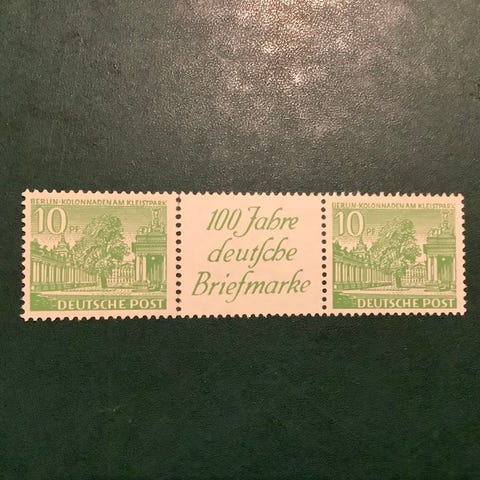 BERLIN-KOLONNADEN AM KLEISTPARK
10 PF
DEUTSCHE POST
100 Jahre
deutſche
Briefmarke
BERLIN-KOLONNADEN AM KLEISTPARK
10 PF
DEUTSCHE POST